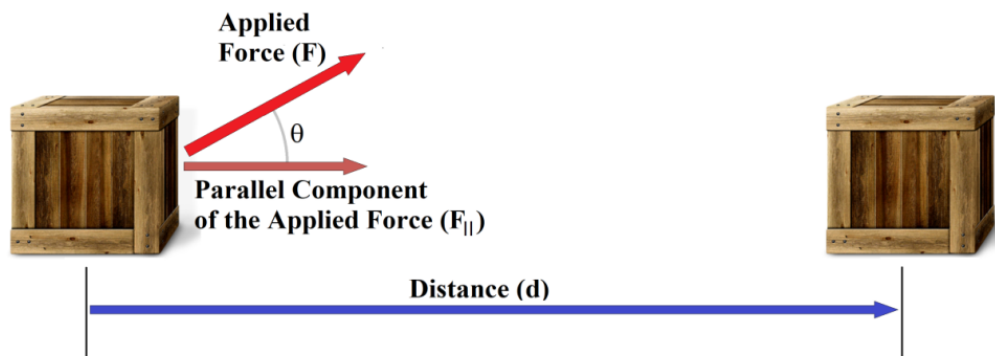 Applied
Force (F)
θ
Parallel Component
of the Applied Force (F||)
Distance (d)